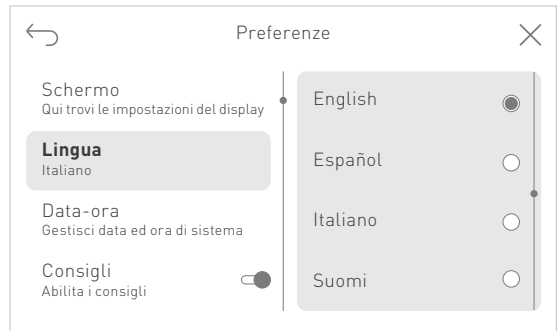 Preferenze
Schermo
Qui trovi le impostazioni del display
Lingua
Italiano
Data-ora
Gestisci data ed ora di sistema
Consigli
Abilita i consigli
English
Español
Italiano
Suomi